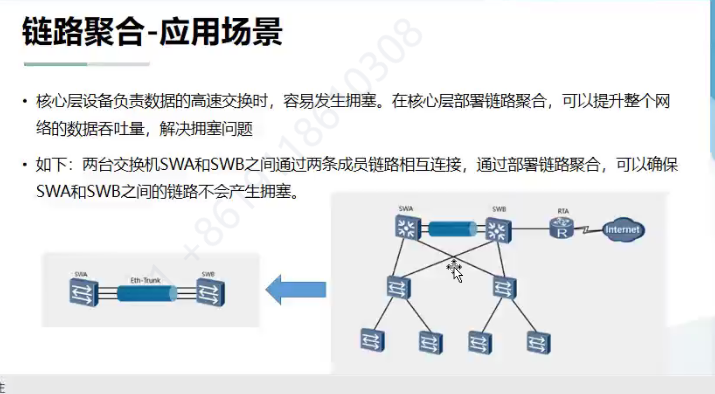 链路聚合-应用场景
• 核心层设备负责数据的高速交换时，容易发生拥塞。在核心层部署链路聚合，可以提升整个网
络的数据吞吐量，解决拥塞问题
• 如下：两台交换机SWA和SWB之间通过两条成员链路相互连接，通过部署链路聚合，可以确保
SWA和SWB之间的链路不会产生拥塞。
SWA
SWB
RTA
R
Internet
SWA
Eth-Trunk
SWB